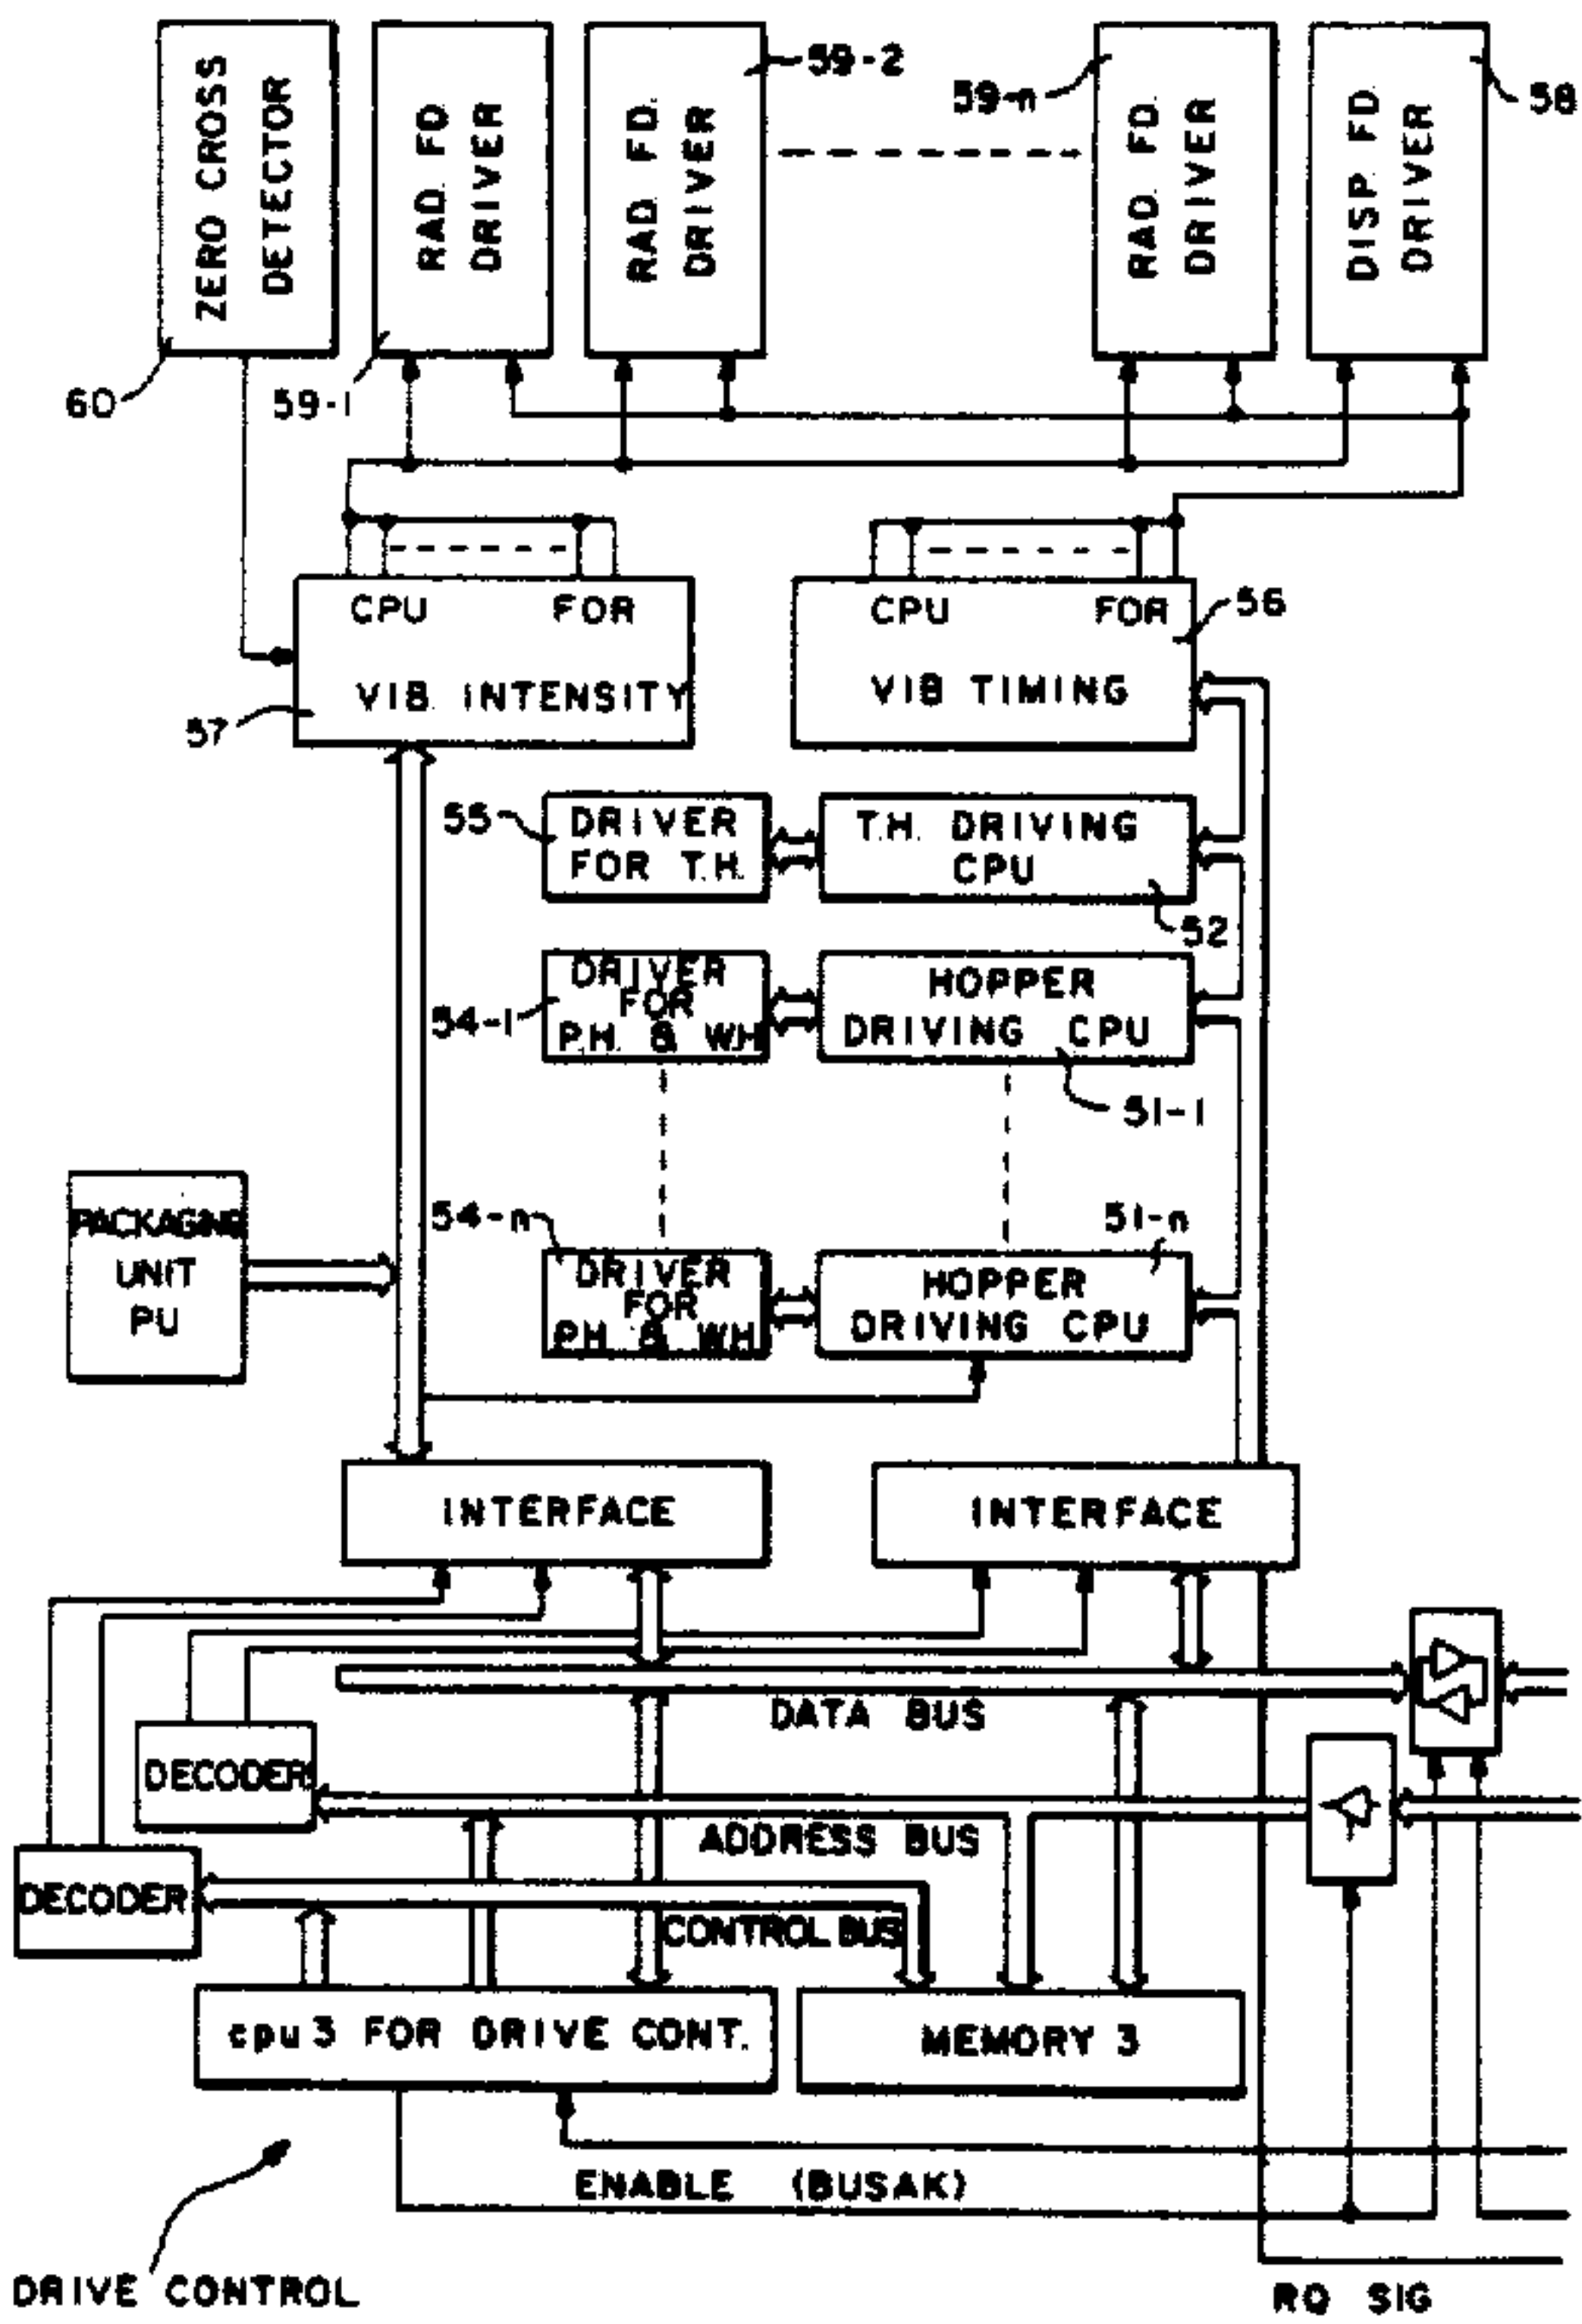 ZERO CROSS
DETECTOR
RAD. FD.
DRIVER
RAD. FD.
DRIVER
59-2
59-n
RAD. FD.
DRIVER
DISP. FD.
DRIVER
58
60
59-1
CPU FOR
VIB. INTENSITY
57
CPU FOR
VIB TIMING
56
55
DRIVER
FOR T.H.
T.H. DRIVING
CPU
52
54-1
DRIVER
FOR
P.H. & W.H
HOPPER
DRIVING CPU
51-1
PACKAGING
UNIT
PU
54-n
DRIVER
FOR
P.H. & W.H
51-n
HOPPER
DRIVING CPU
INTERFACE
INTERFACE
DATA BUS
DECODER
ADDRESS BUS
DECODER
CONTROL BUS
cpu 3 FOR DRIVE CONT.
MEMORY 3
ENABLE (BUSAK)
DRIVE CONTROL
RQ SIG